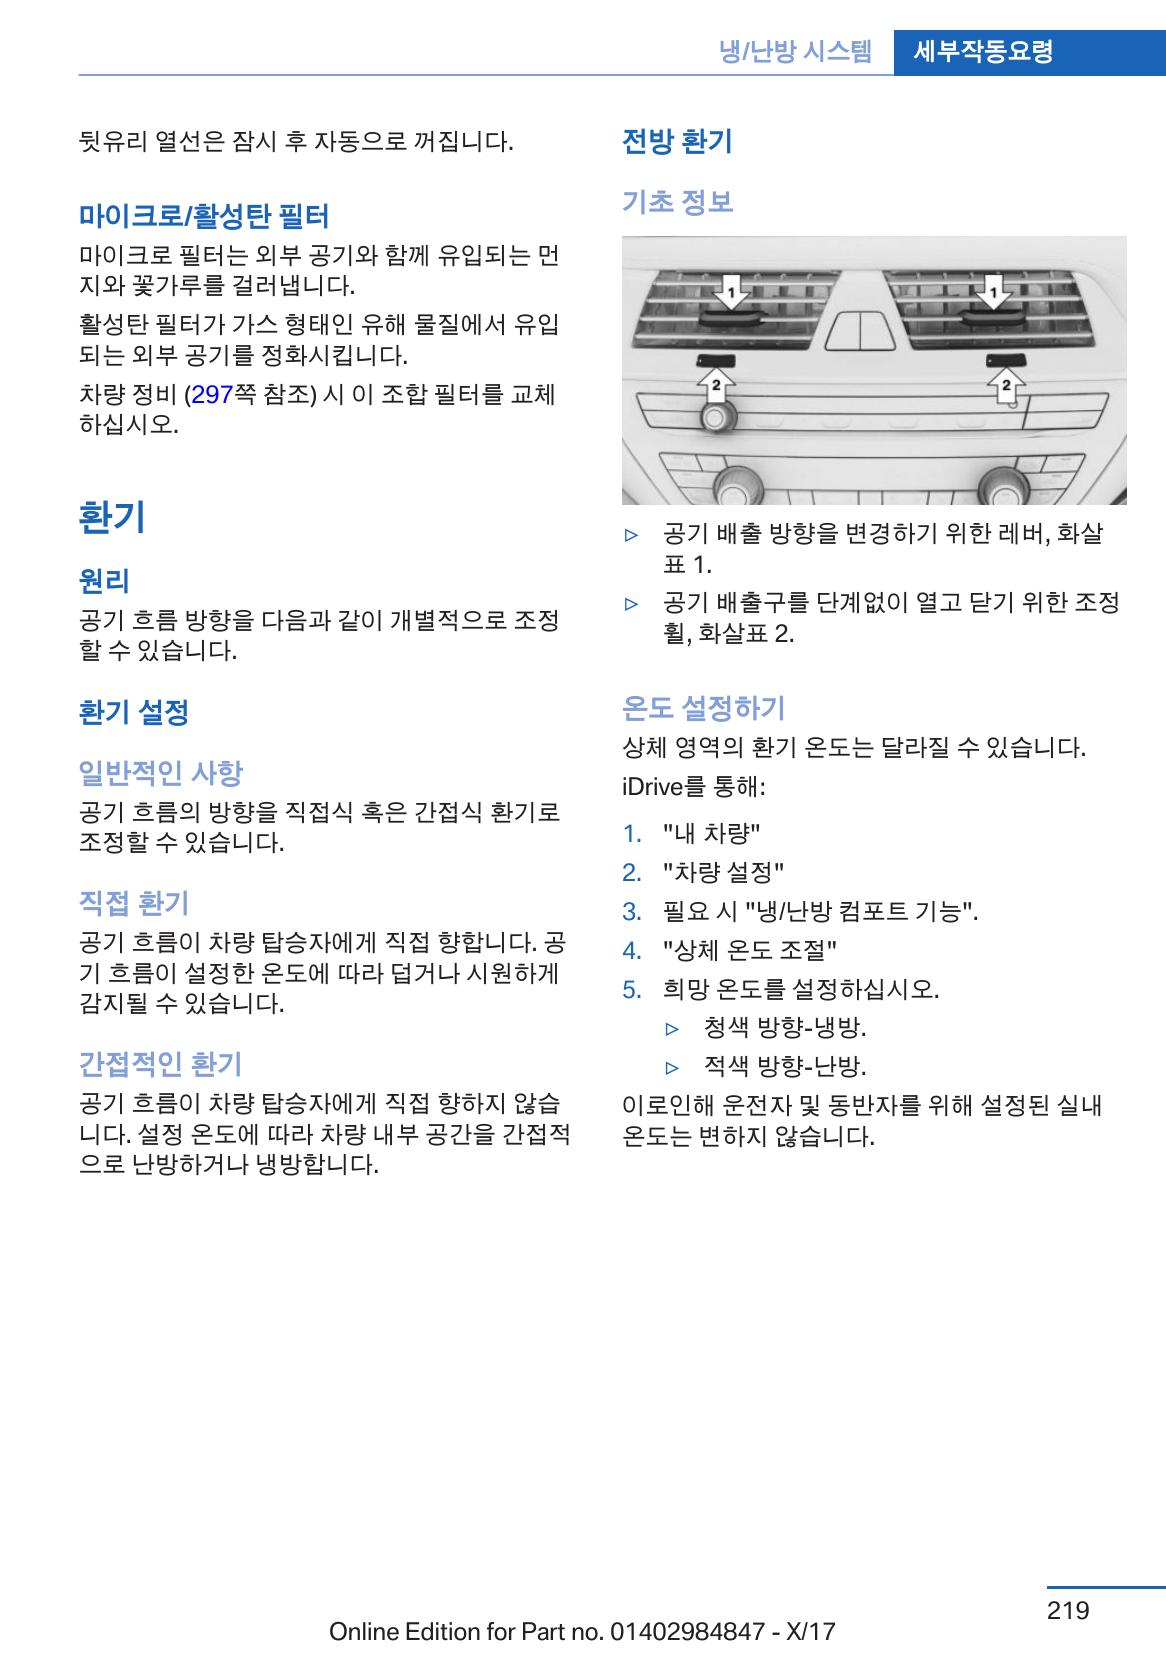 냉/난방 시스템 세부작동요령
뒷유리 열선은 잠시 후 자동으로 꺼집니다.
마이크로/활성탄 필터
마이크로 필터는 외부 공기와 함께 유입되는 먼
지와 꽃가루를 걸러냅니다.
활성탄 필터가 가스 형태인 유해 물질에서 유입
되는 외부 공기를 정화시킵니다.
차량 정비 (297쪽 참조) 시 이 조합 필터를 교체
하십시오.
환기
원리
공기 흐름 방향을 다음과 같이 개별적으로 조정
할 수 있습니다.
환기 설정
일반적인 사항
공기 흐름의 방향을 직접식 혹은 간접식 환기로
조정할 수 있습니다.
직접 환기
공기 흐름이 차량 탑승자에게 직접 향합니다. 공
기 흐름이 설정한 온도에 따라 덥거나 시원하게
감지될 수 있습니다.
간접적인 환기
공기 흐름이 차량 탑승자에게 직접 향하지 않습
니다. 설정 온도에 따라 차량 내부 공간을 간접적
으로 난방하거나 냉방합니다.
전방 환기
기초 정보
1 1
2 2
▷ 공기 배출 방향을 변경하기 위한 레버, 화살
표 1.
▷ 공기 배출구를 단계없이 열고 닫기 위한 조정
휠, 화살표 2.
온도 설정하기
상체 영역의 환기 온도는 달라질 수 있습니다.
iDrive를 통해:
1. "내 차량"
2. "차량 설정"
3. 필요 시 "냉/난방 컴포트 기능".
4. "상체 온도 조절"
5. 희망 온도를 설정하십시오.
▷ 청색 방향-냉방.
▷ 적색 방향-난방.
이로인해 운전자 및 동반자를 위해 설정된 실내
온도는 변하지 않습니다.
219
Online Edition for Part no. 01402984847 - X/17